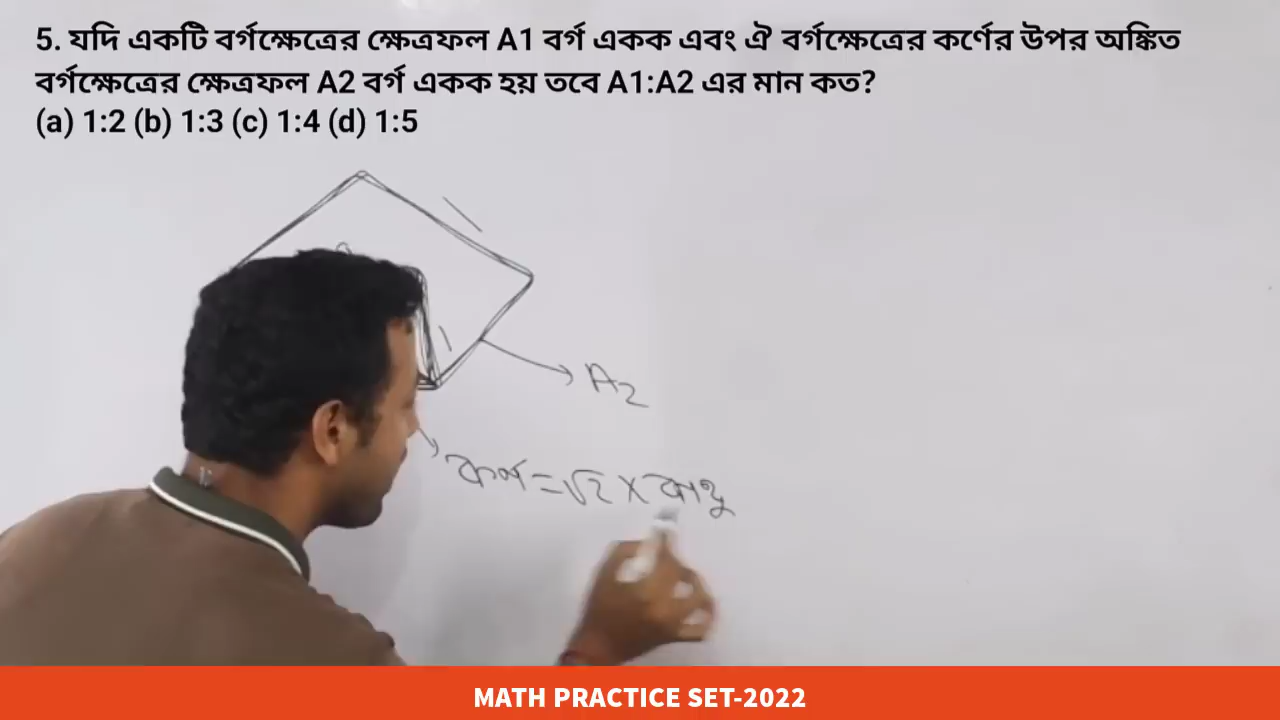 5. যদি একটি বর্গক্ষেত্রের ক্ষেত্রফল A1 বর্গ একক এবং ঐ বর্গক্ষেত্রের কর্ণের উপর অঙ্কিত
বর্গক্ষেত্রের ক্ষেত্রফল A2 বর্গ একক হয় তবে A1:A2 এর মান কত?
(a) 1:2 (b) 1:3 (c) 1:4 (d) 1:5
A2
কর্ণ = √2 × বাহু
MATH PRACTICE SET-2022